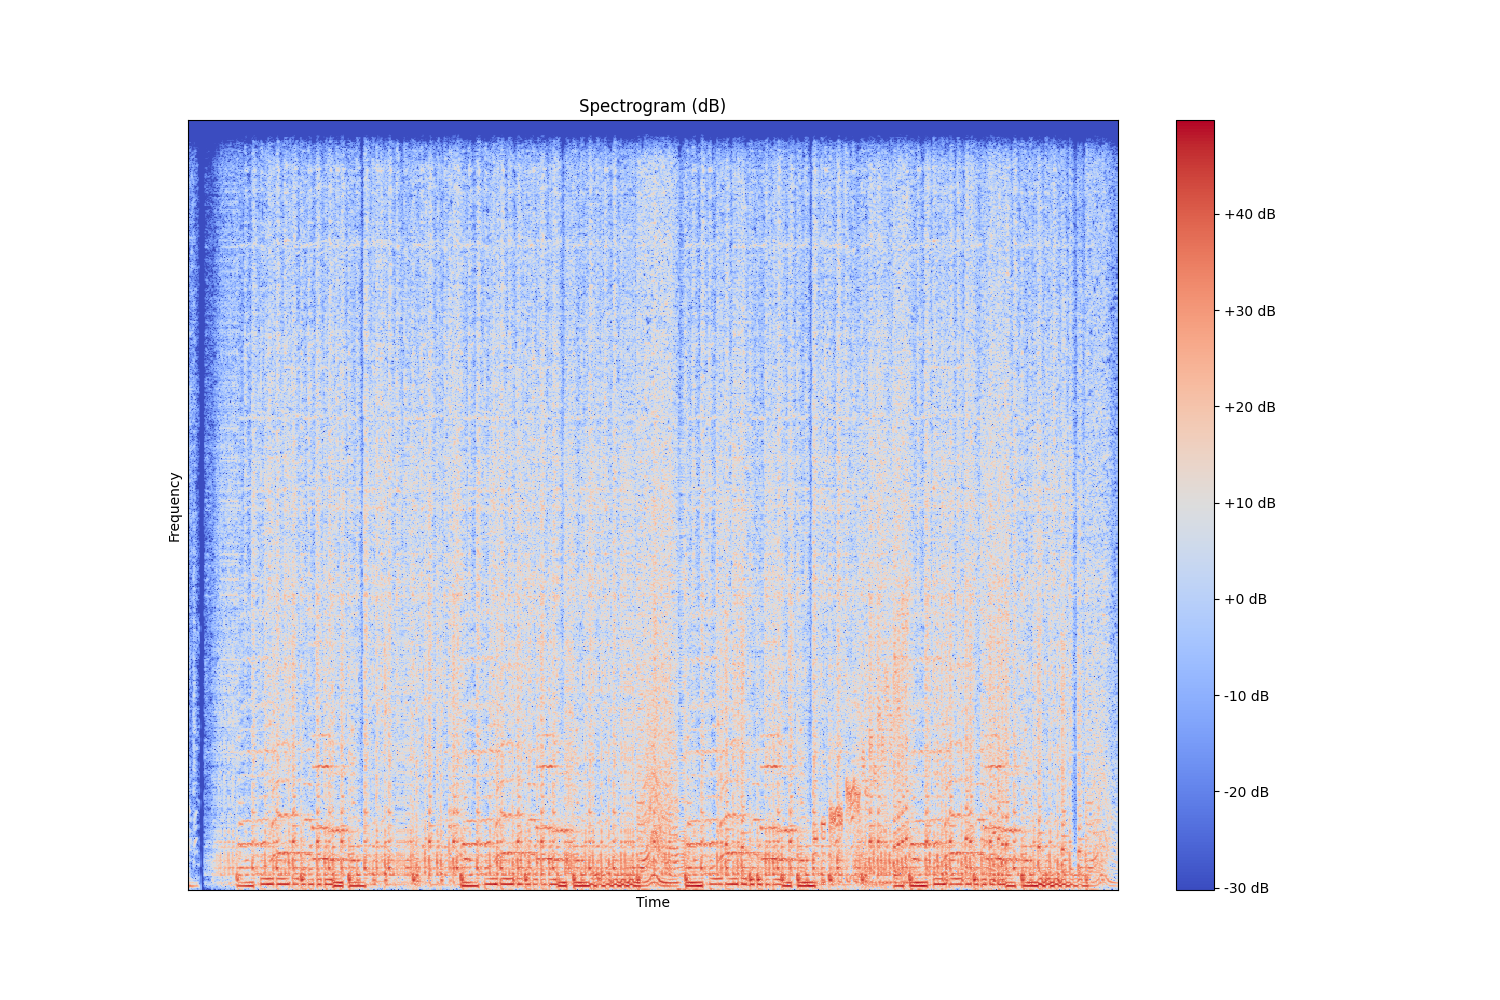 Spectrogram (dB)
+40 dB
+30 dB
+20 dB
+10 dB
+0 dB
-10 dB
-20 dB
-30 dB
Frequency
Time